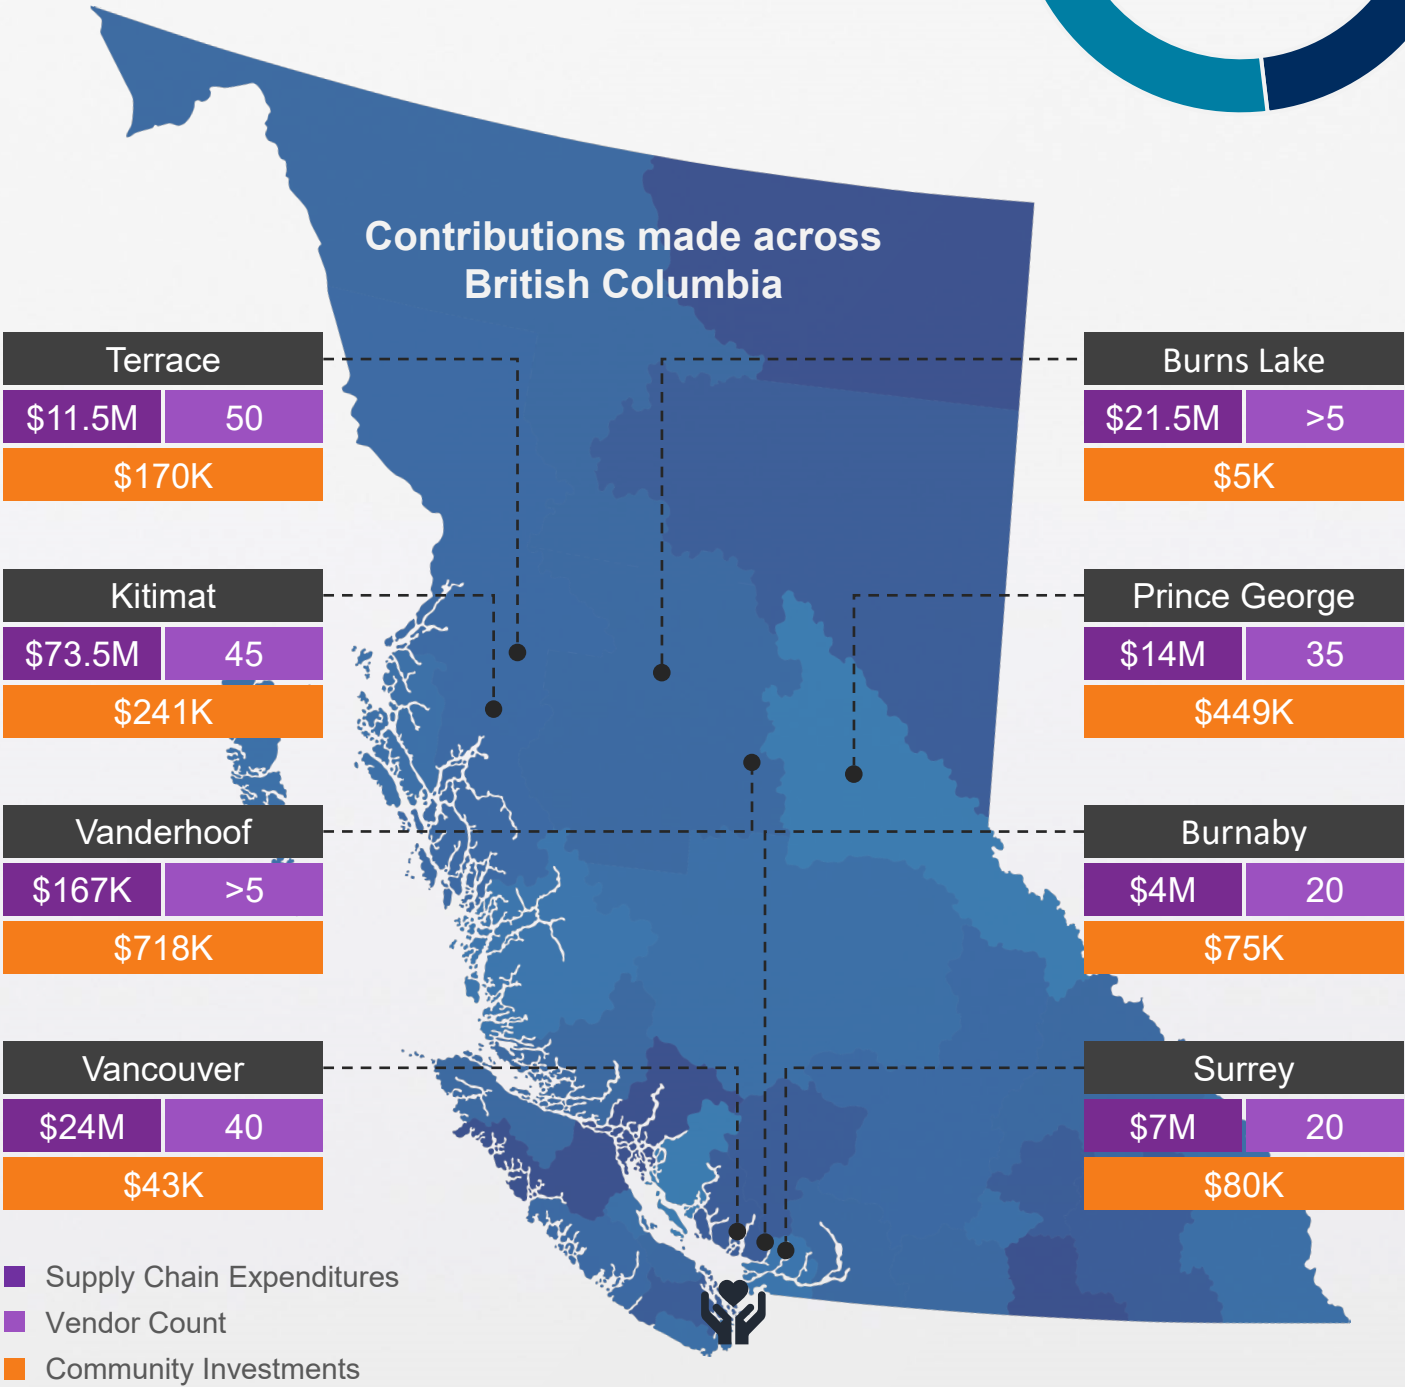 Contributions made across
British Columbia
Terrace
$11.5M 50
$170K
Kitimat
$73.5M 45
$241K
Vanderhoof
$167K >5
$718K
Vancouver
$24M 40
$43K
Burns Lake
$21.5M >5
$5K
Prince George
$14M 35
$449K
Burnaby
$4M 20
$75K
Surrey
$7M 20
$80K
Supply Chain Expenditures
Vendor Count
Community Investments